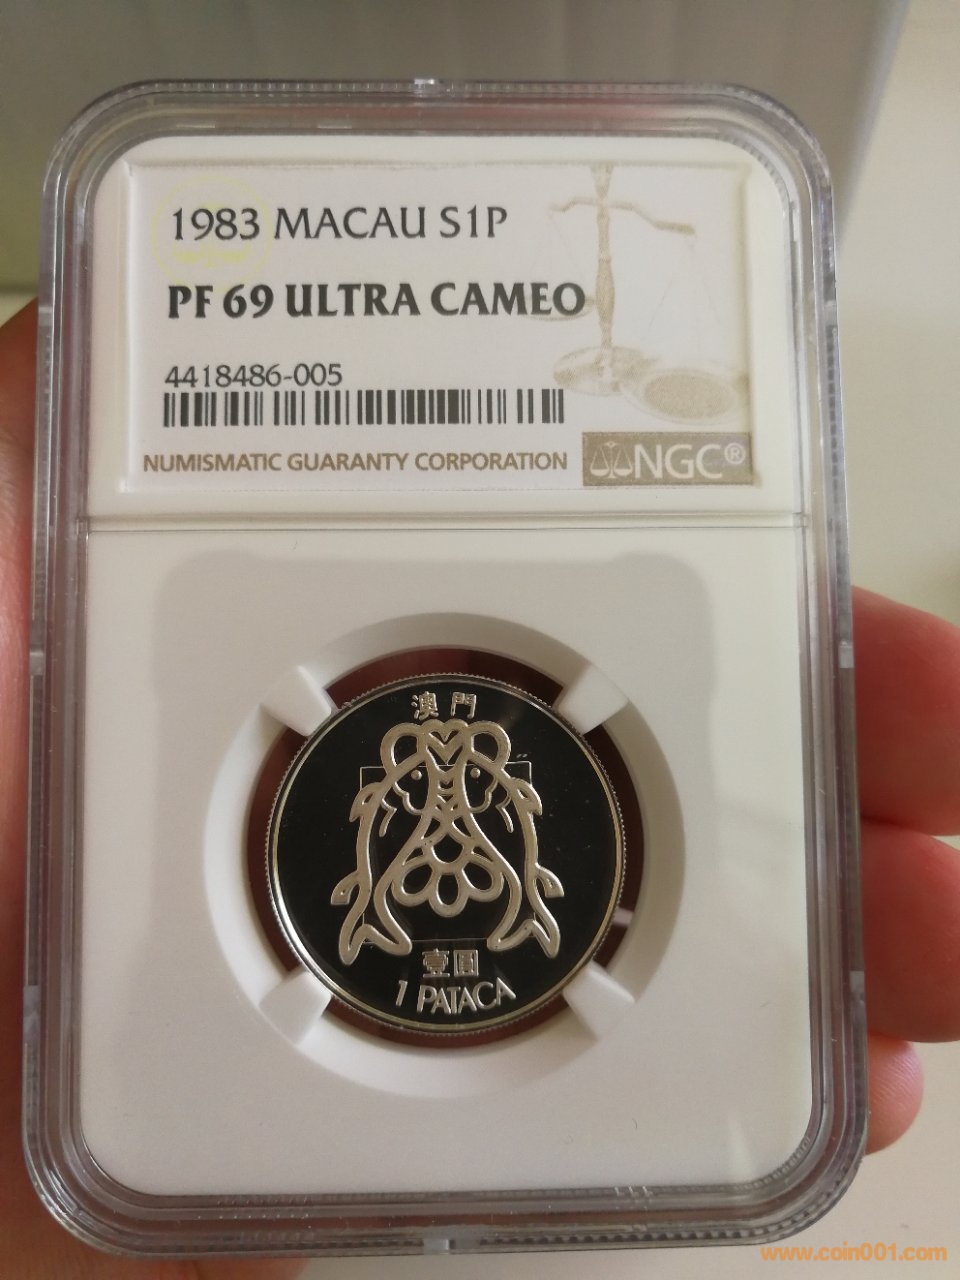 1983 MACAU S1P
PF 69 ULTRA CAMEO
4418486-005
NUMISMATIC GUARANTY CORPORATION
NGC®
澳門
壹圓
1 PATACA
www.coin001.com